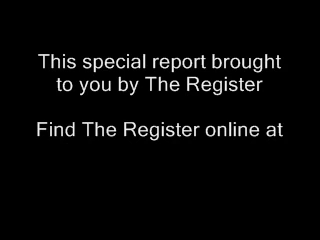 This special report brought
to you by The Register
Find The Register online at